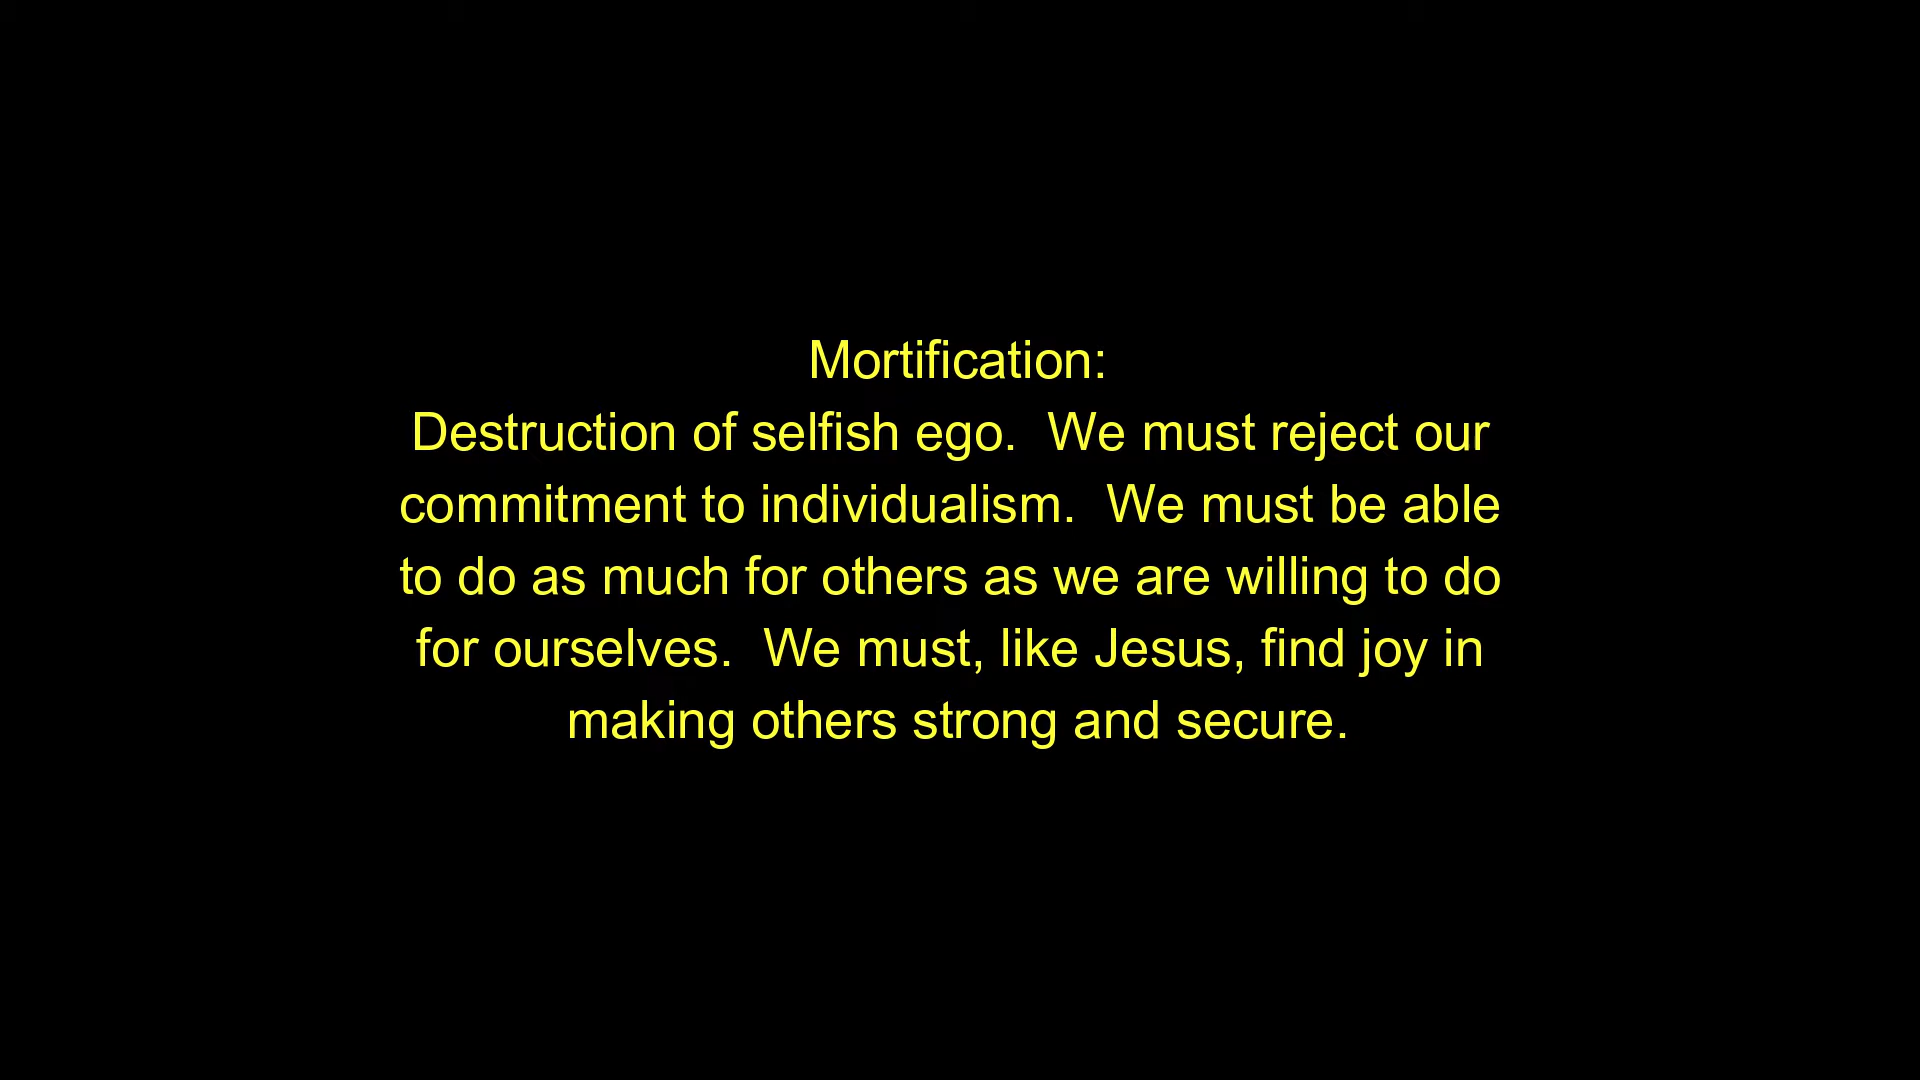 Mortification:
Destruction of selfish ego.  We must reject our
commitment to individualism.  We must be able
to do as much for others as we are willing to do
for ourselves.  We must, like Jesus, find joy in
making others strong and secure.